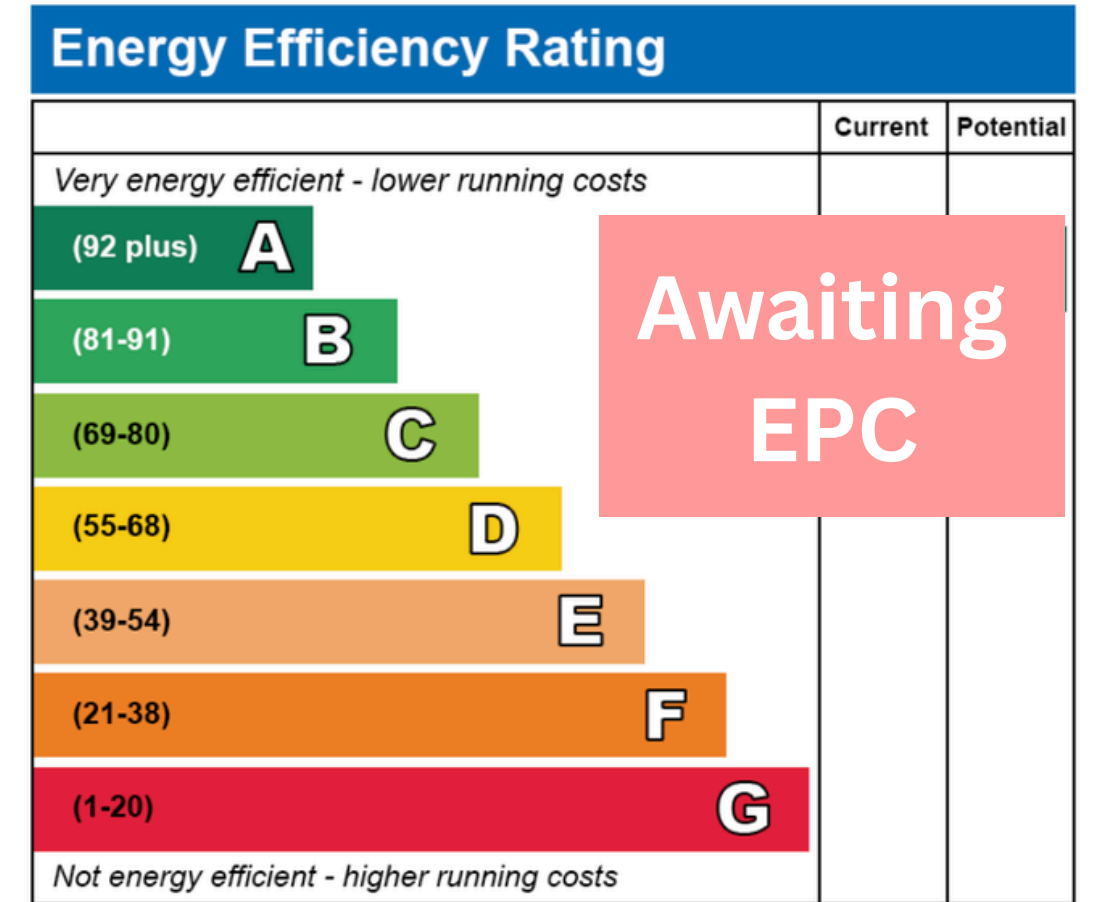 Energy Efficiency Rating
Current Potential
Very energy efficient - lower running costs
(92 plus) A
(81-91) B
Awaiting
EPC
(69-80) C
(55-68) D
(39-54) E
(21-38) F
(1-20) G
Not energy efficient - higher running costs